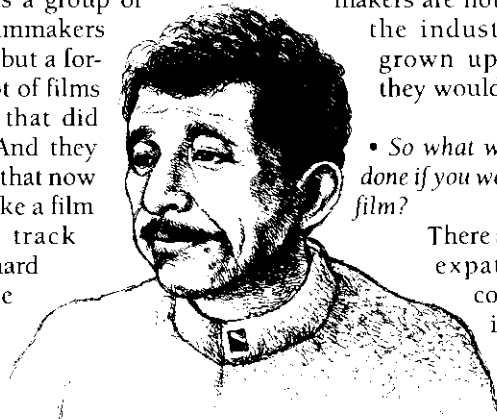 s a group of
mmakers
but a for-
t of films
that did
And they
that now
ke a film
track
ard
e
makers are not
the indust
grown up
they would
• So what w
done if you we
film?
There
expat
co
i